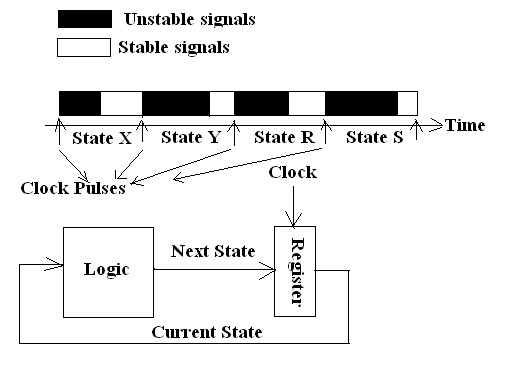 Unstable signals
Stable signals
Time
State X State Y State R State S
Clock Pulses
Clock
Logic
Next State
Register
Current State